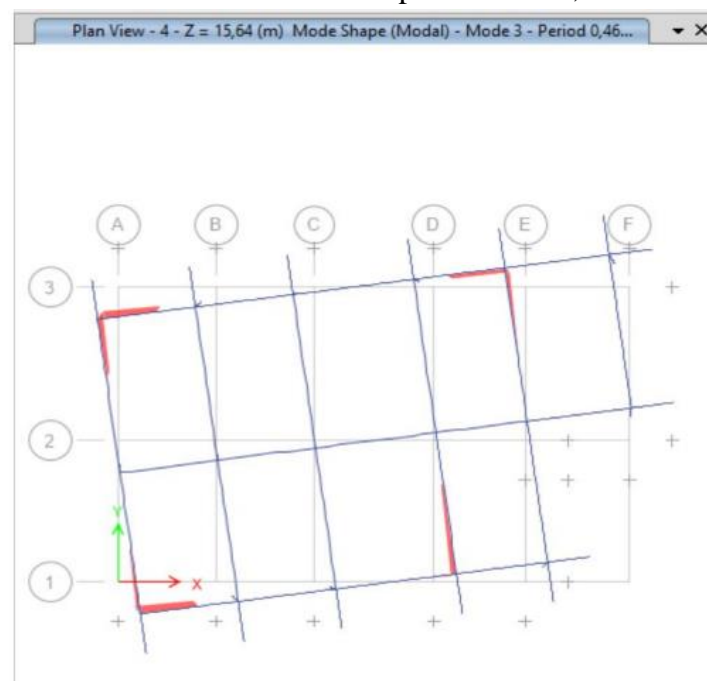 Plan View - 4 - Z = 15,64 (m) Mode Shape (Modal) - Mode 3 - Period 0,46...
A B C D E F
3
2
Y
1
X